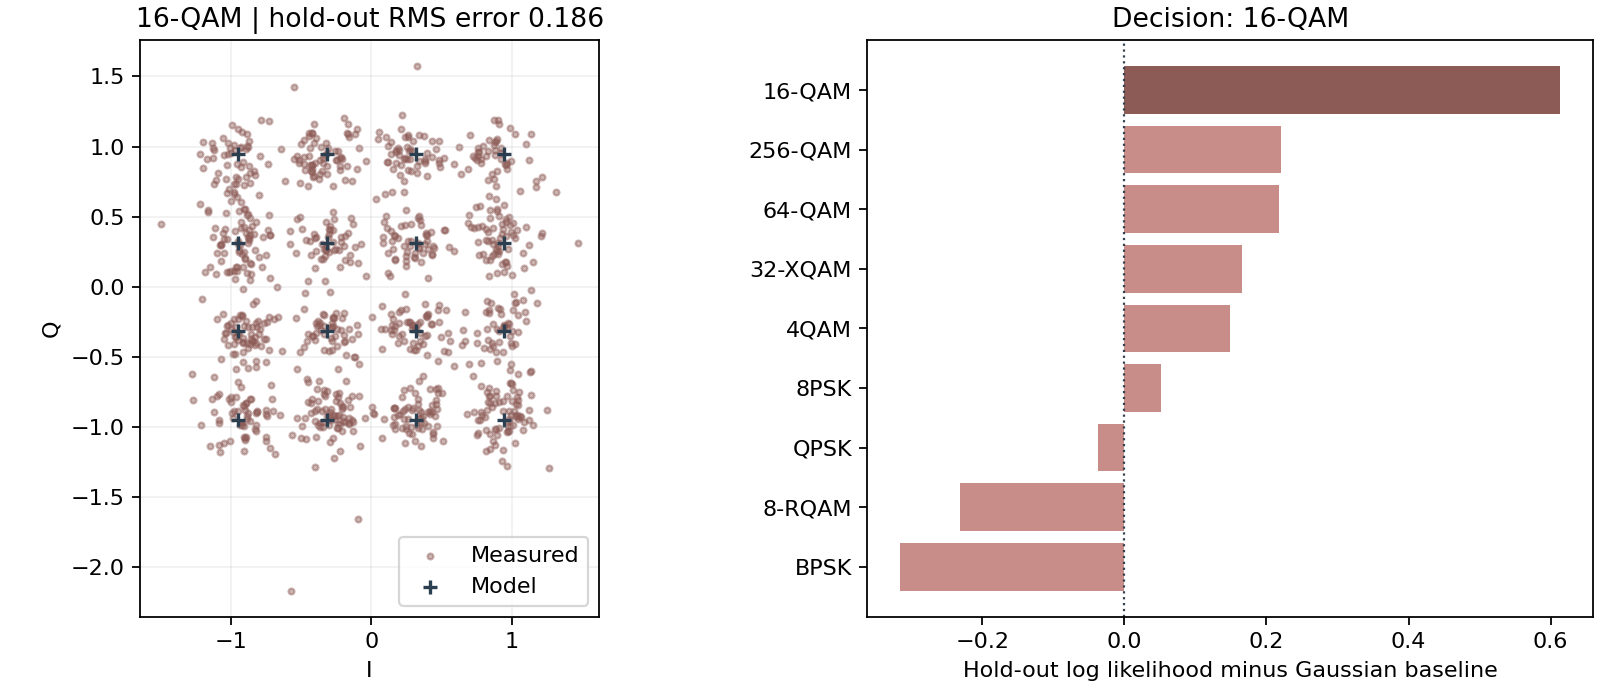 16-QAM | hold-out RMS error 0.186
1.5
1.0
0.5
0.0
−0.5
−1.0
−1.5
−2.0
Q
−1
0
1
I
Measured
Model
Decision: 16-QAM
16-QAM
256-QAM
64-QAM
32-XQAM
4QAM
8PSK
QPSK
8-RQAM
BPSK
−0.2
0.0
0.2
0.4
0.6
Hold-out log likelihood minus Gaussian baseline